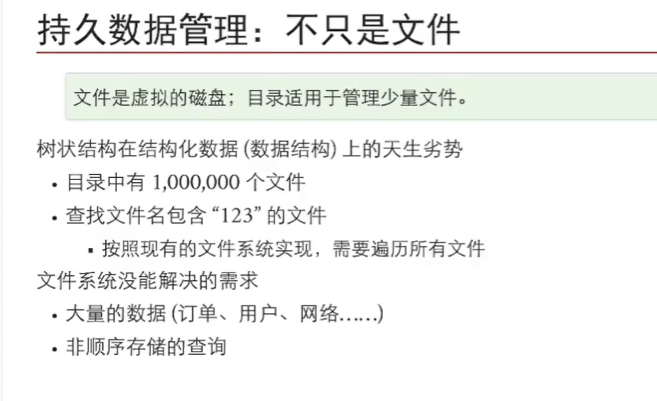 持久数据管理：不只是文件
文件是虚拟的磁盘；目录适用于管理少量文件。
树状结构在结构化数据 (数据结构) 上的天生劣势
• 目录中有 1,000,000 个文件
• 查找文件名包含 “123” 的文件
▪ 按照现有的文件系统实现，需要遍历所有文件
文件系统没能解决的需求
• 大量的数据 (订单、用户、网络……)
• 非顺序存储的查询